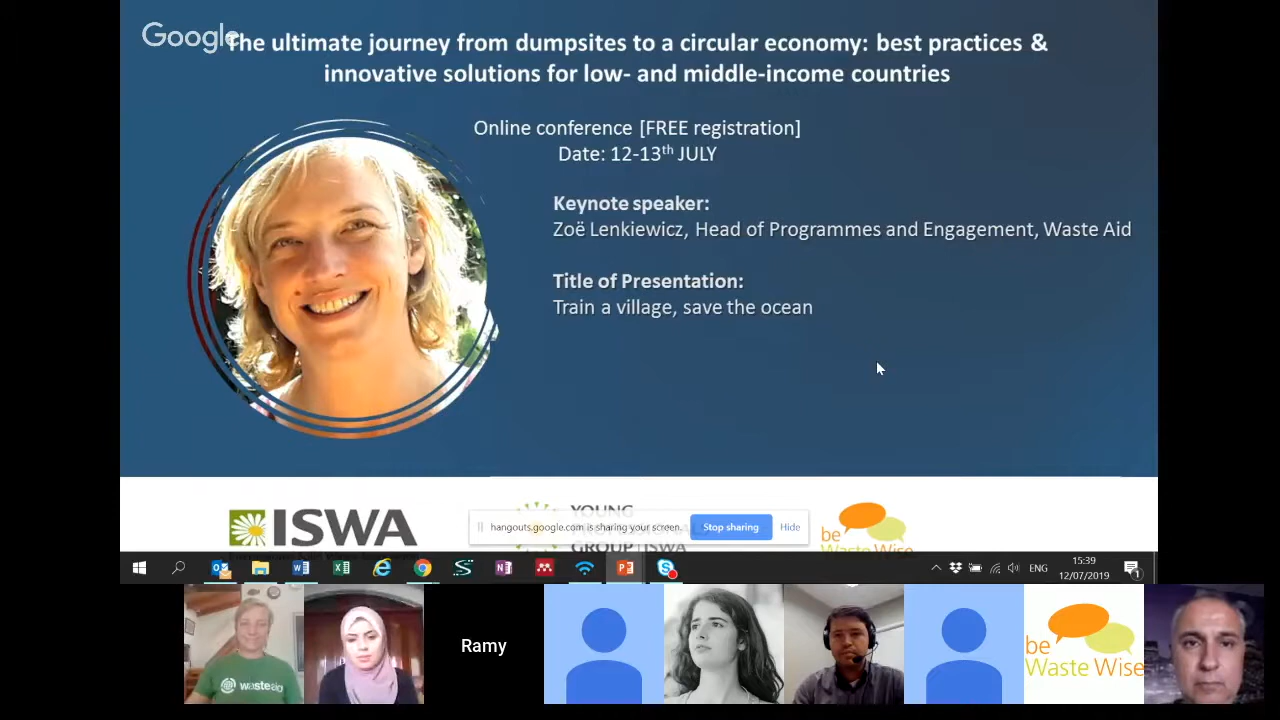 Google
The ultimate journey from dumpsites to a circular economy: best practices &
innovative solutions for low- and middle-income countries
Online conference [FREE registration]
Date: 12-13th JULY
Keynote speaker:
Zoë Lenkiewicz, Head of Programmes and Engagement, Waste Aid
Title of Presentation:
Train a village, save the ocean
ISWA
YOUNG
GROUP ISWA
be
Waste Wise
hangouts.google.com is sharing your screen.
Stop sharing
Hide
ENG
15:39
12/07/2019
1
wasteaid
Ramy
be
Waste Wise